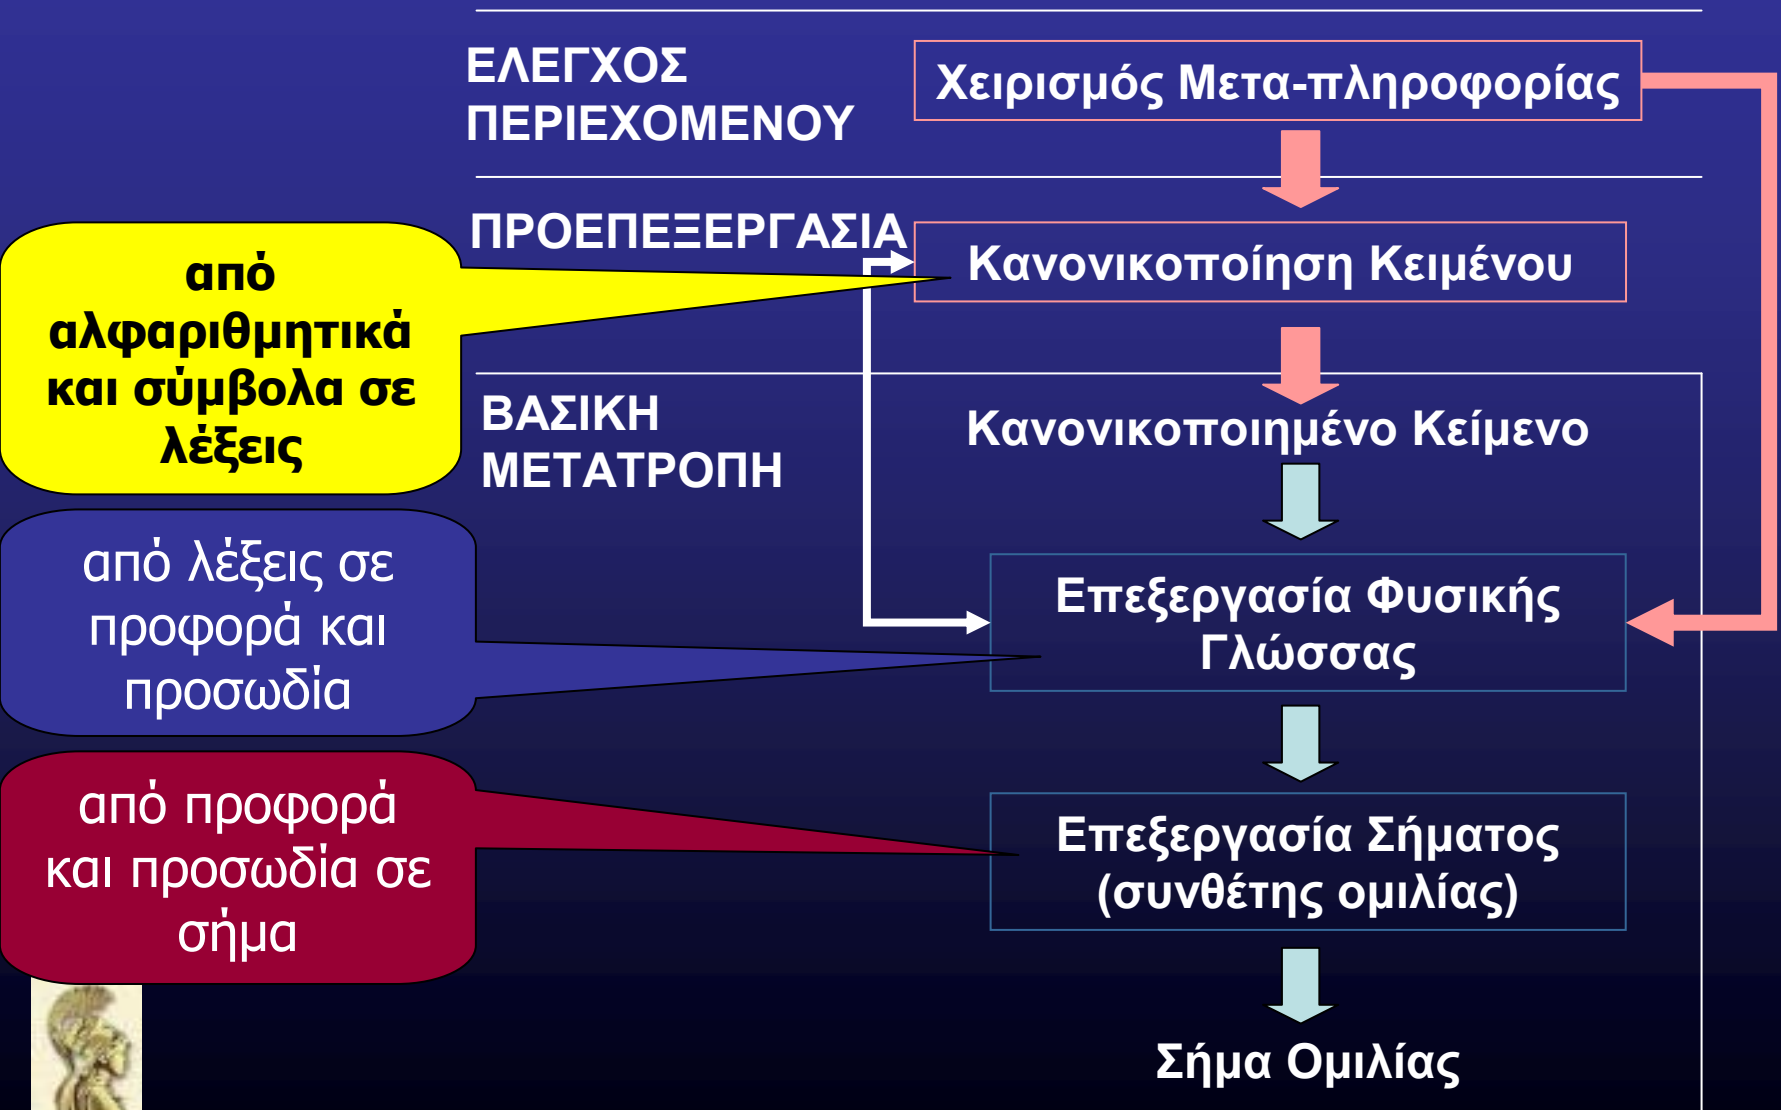 ΕΛΕΓΧΟΣ
ΠΕΡΙΕΧΟΜΕΝΟΥ
Χειρισμός Μετα-πληροφορίας
ΠΡΟΕΠΕΞΕΡΓΑΣΙΑ
Κανονικοποίηση Κειμένου
από
αλφαριθμητικά
και σύμβολα σε
λέξεις
ΒΑΣΙΚΗ
ΜΕΤΑΤΡΟΠΗ
Κανονικοποιημένο Κείμενο
από λέξεις σε
προφορά και
προσωδία
Επεξεργασία Φυσικής
Γλώσσας
από προφορά
και προσωδία σε
σήμα
Επεξεργασία Σήματος
(συνθέτης ομιλίας)
Σήμα Ομιλίας